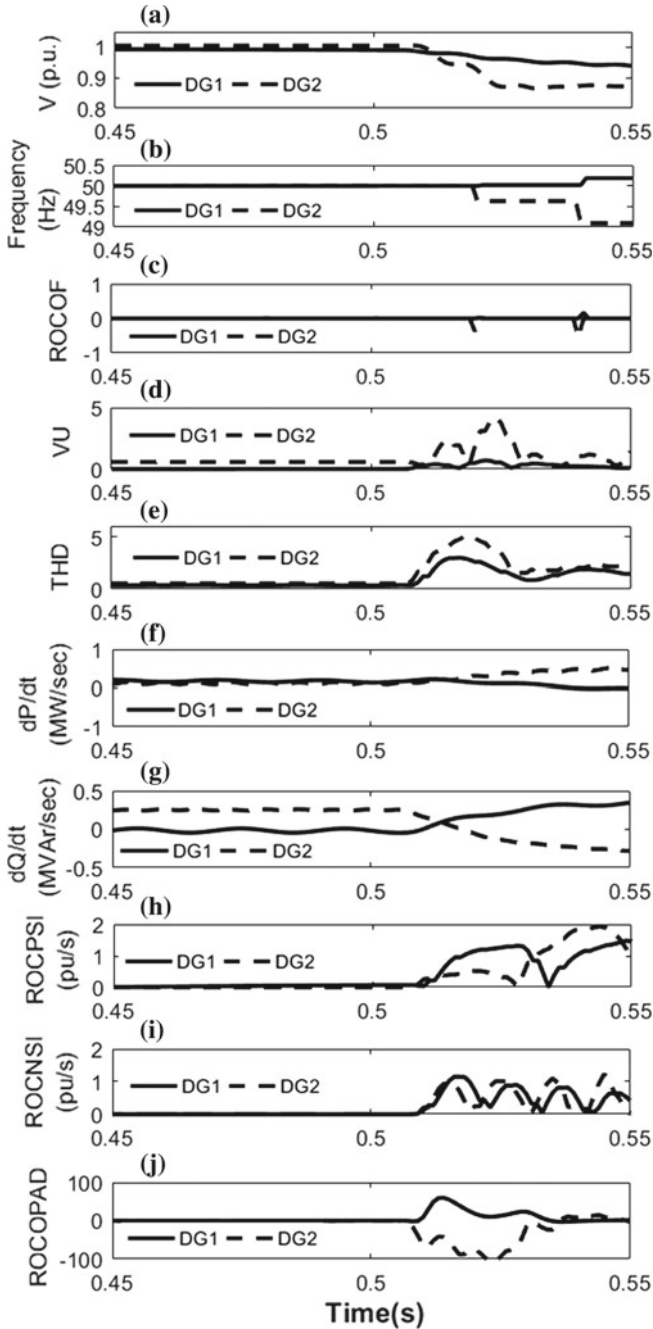 (a)
V (p.u.)
1
0.9
0.8
DG1 DG2
0.45 0.5 0.55
(b)
Frequency
(Hz)
50.5
50
49.5
49
DG1 DG2
0.45 0.5 0.55
(c)
ROCOF
1
0
-1
DG1 DG2
0.45 0.5 0.55
(d)
VU
5
0
DG1 DG2
0.45 0.5 0.55
(e)
THD
5
0
DG1 DG2
0.45 0.5 0.55
(f)
dP/dt
(MW/sec)
1
0
-1
DG1 DG2
0.45 0.5 0.55
(g)
dQ/dt
(MVAr/sec)
0.5
0
-0.5
DG1 DG2
0.45 0.5 0.55
(h)
ROCPSI
(pu/s)
2
1
0
DG1 DG2
0.45 0.5 0.55
(i)
ROCNSI
(pu/s)
2
1
0
DG1 DG2
0.45 0.5 0.55
(j)
ROCOPAD
100
0
-100
DG1 DG2
0.45 0.5 0.55
Time(s)